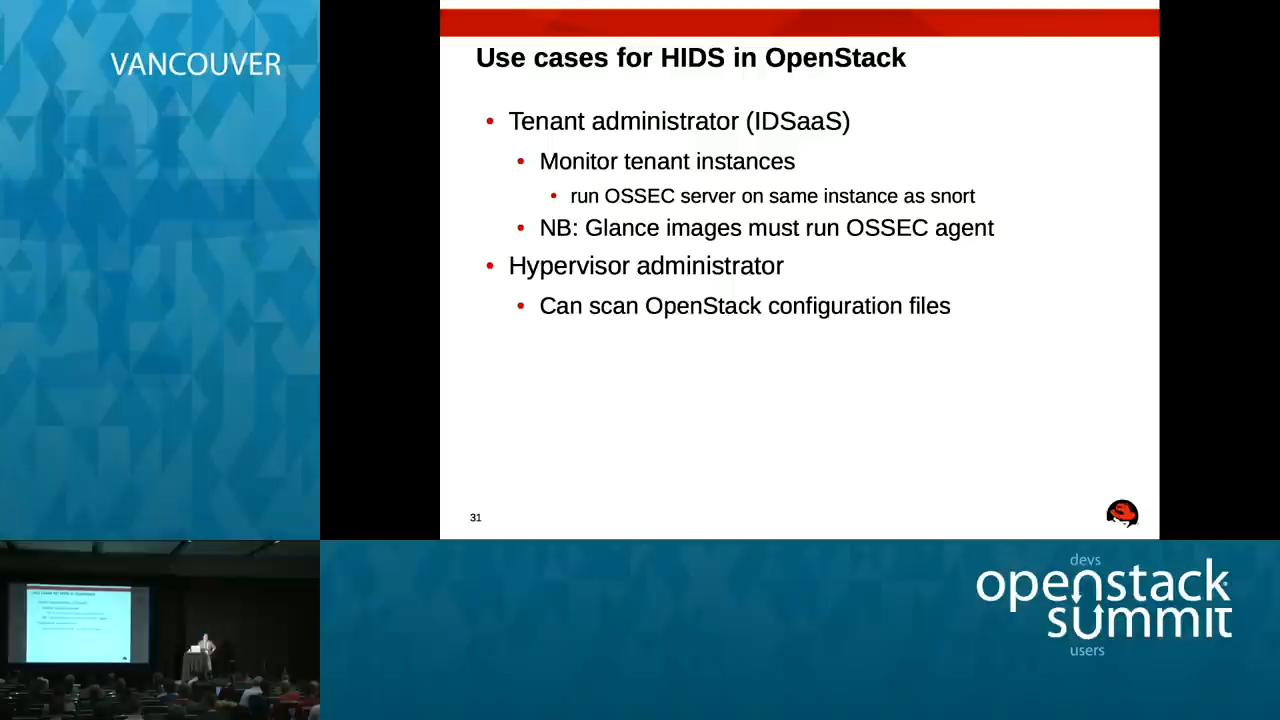 VANCOUVER
Use cases for HIDS in OpenStack
• Tenant administrator (IDSaaS)
• Monitor tenant instances
• run OSSEC server on same instance as snort
• NB: Glance images must run OSSEC agent
• Hypervisor administrator
• Can scan OpenStack configuration files
31
devs
openstack
summit
users